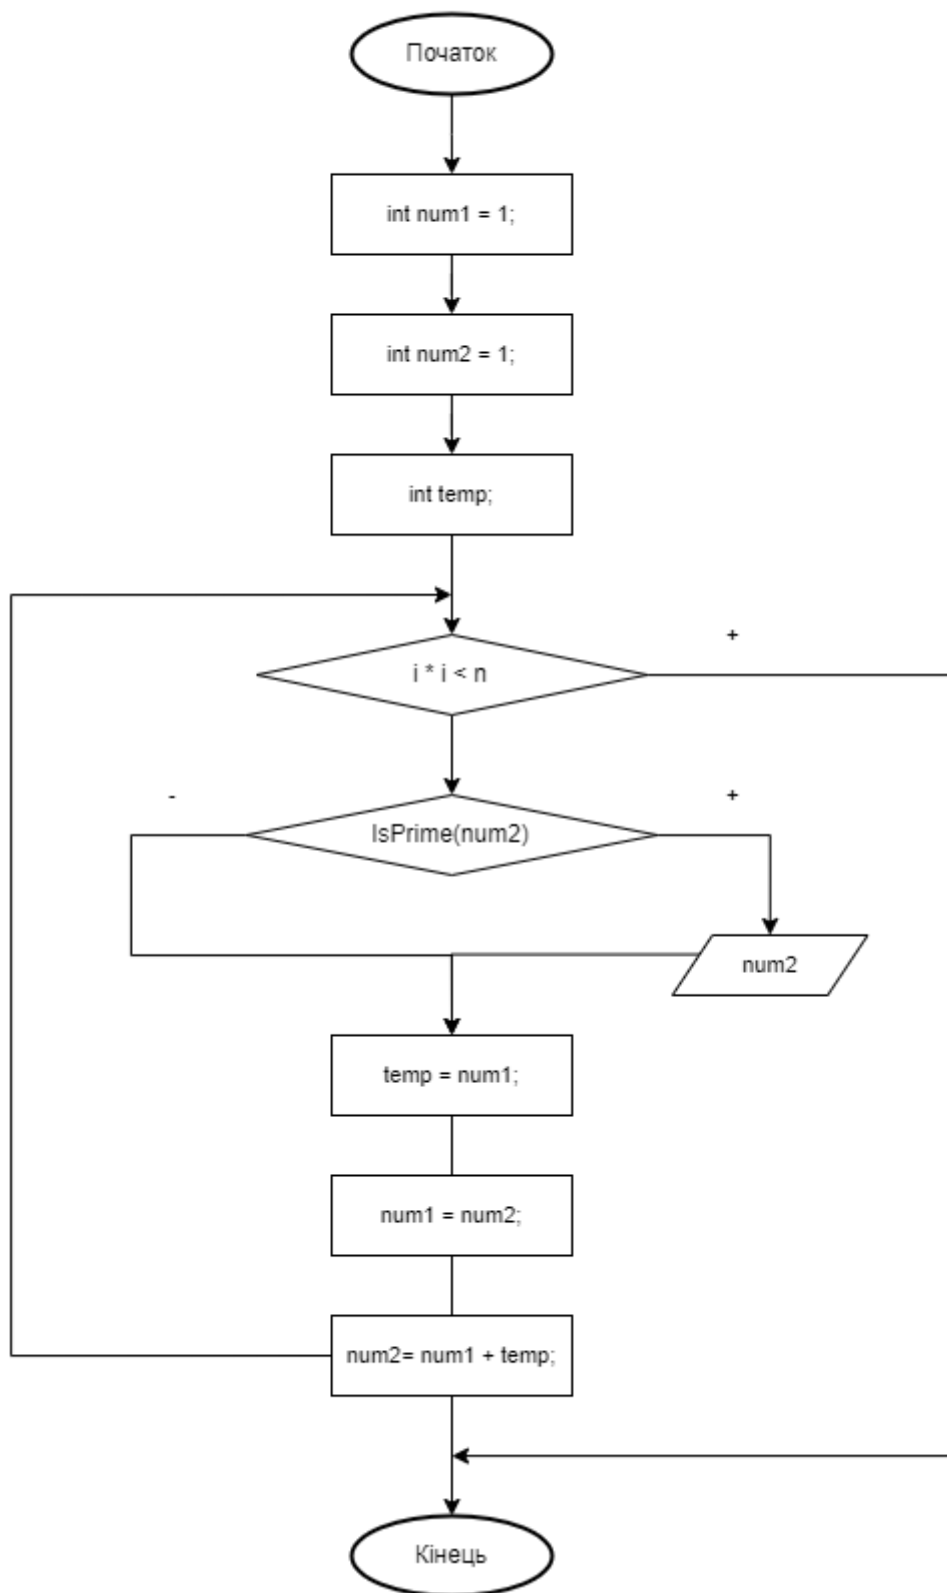 Початок
int num1 = 1;
int num2 = 1;
int temp;
+
i * i < n
-
+
IsPrime(num2)
num2
temp = num1;
num1 = num2;
num2= num1 + temp;
Кінець